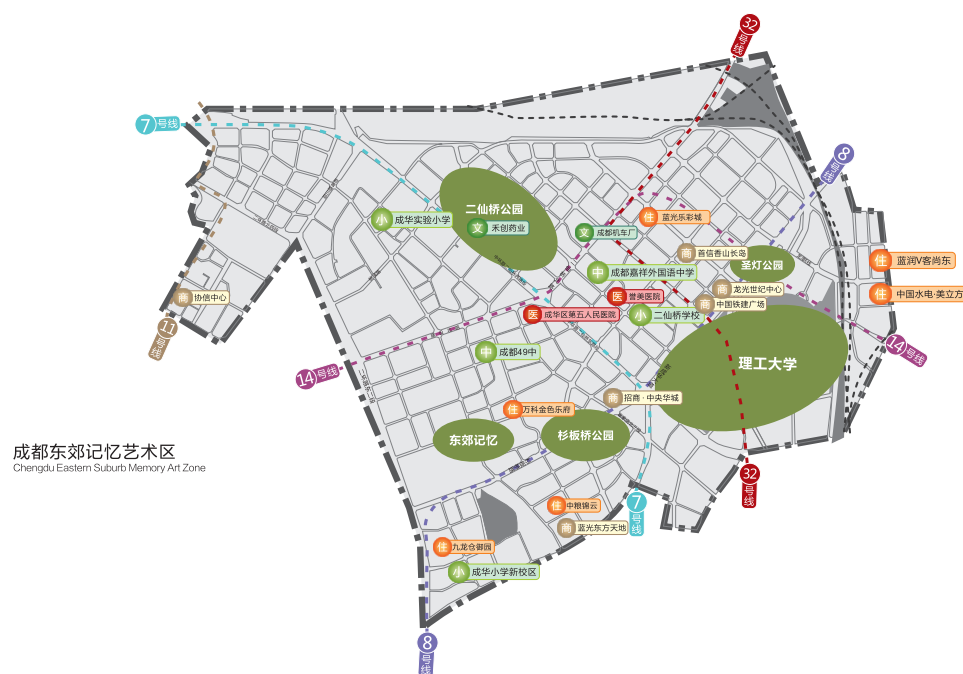 32
号线
7号线
8
号线
二仙桥公园
小 成华实验小学
文 禾创药业
文 成都机车厂
住 蓝光乐彩城
商 首信香山长岛
圣灯公园
住 蓝润V客尚东
中 成都嘉祥外国语中学
商 龙光世纪中心
住 中国水电·美立方
商 协信中心
医 誉美医院
商 中国铁建广场
医 成华区第五人民医院
小 二仙桥学校
11
号线
14号线
中 成都49中
理工大学
14号线
商 招商·中央华城
住 万科金色乐府
东郊记忆
杉板桥公园
成都东郊记忆艺术区
Chengdu Eastern Suburb Memory Art Zone
32
号线
7
号线
住 中粮锦云
商 蓝光东方天地
住 九龙仓御园
小 成华小学新校区
8
号线